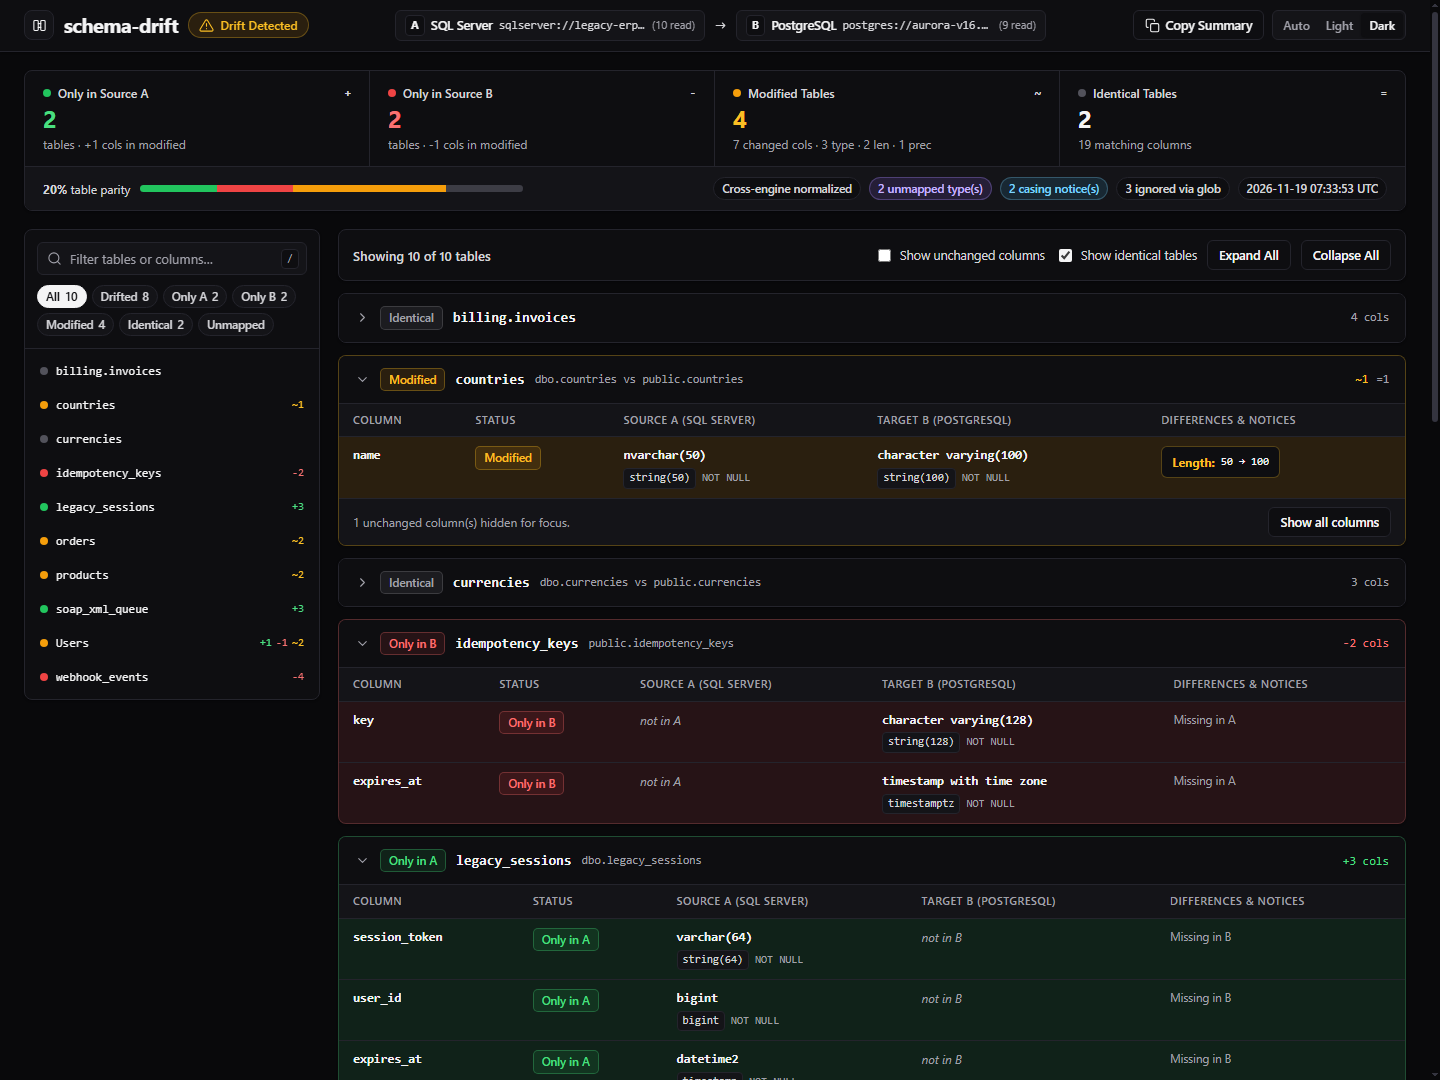 schema-drift
Drift Detected
A SQL Server sqlserver://legacy-erp… (10 read)
→
B PostgreSQL postgres://aurora-v16.… (9 read)
Copy Summary
Auto Light Dark
Only in Source A +
2
tables · +1 cols in modified
Only in Source B -
2
tables · -1 cols in modified
Modified Tables ~
4
7 changed cols · 3 type · 2 len · 1 prec
Identical Tables =
2
19 matching columns
20% table parity
Cross-engine normalized
2 unmapped type(s)
2 casing notice(s)
3 ignored via glob
2026-11-19 07:33:53 UTC
Filter tables or columns… /
All 10 Drifted 8 Only A 2 Only B 2
Modified 4 Identical 2 Unmapped
billing.invoices
countries ~1
currencies
idempotency_keys -2
legacy_sessions +3
orders ~2
products ~2
soap_xml_queue +3
Users +1 -1 ~2
webhook_events -4
Showing 10 of 10 tables
Show unchanged columns
Show identical tables
Expand All
Collapse All
Identical billing.invoices 4 cols
Modified countries dbo.countries vs public.countries ~1 =1
COLUMN STATUS SOURCE A (SQL SERVER) TARGET B (POSTGRESQL) DIFFERENCES & NOTICES
name Modified nvarchar(50) character varying(100) Length: 50 → 100
string(50) NOT NULL string(100) NOT NULL
1 unchanged column(s) hidden for focus. Show all columns
Identical currencies dbo.currencies vs public.currencies 3 cols
Only in B idempotency_keys public.idempotency_keys -2 cols
COLUMN STATUS SOURCE A (SQL SERVER) TARGET B (POSTGRESQL) DIFFERENCES & NOTICES
key Only in B not in A character varying(128) Missing in A
string(128) NOT NULL
expires_at Only in B not in A timestamp with time zone Missing in A
timestamptz NOT NULL
Only in A legacy_sessions dbo.legacy_sessions +3 cols
COLUMN STATUS SOURCE A (SQL SERVER) TARGET B (POSTGRESQL) DIFFERENCES & NOTICES
session_token Only in A varchar(64) not in B Missing in B
string(64) NOT NULL
user_id Only in A bigint not in B Missing in B
bigint NOT NULL
expires_at Only in A datetime2 not in B Missing in B